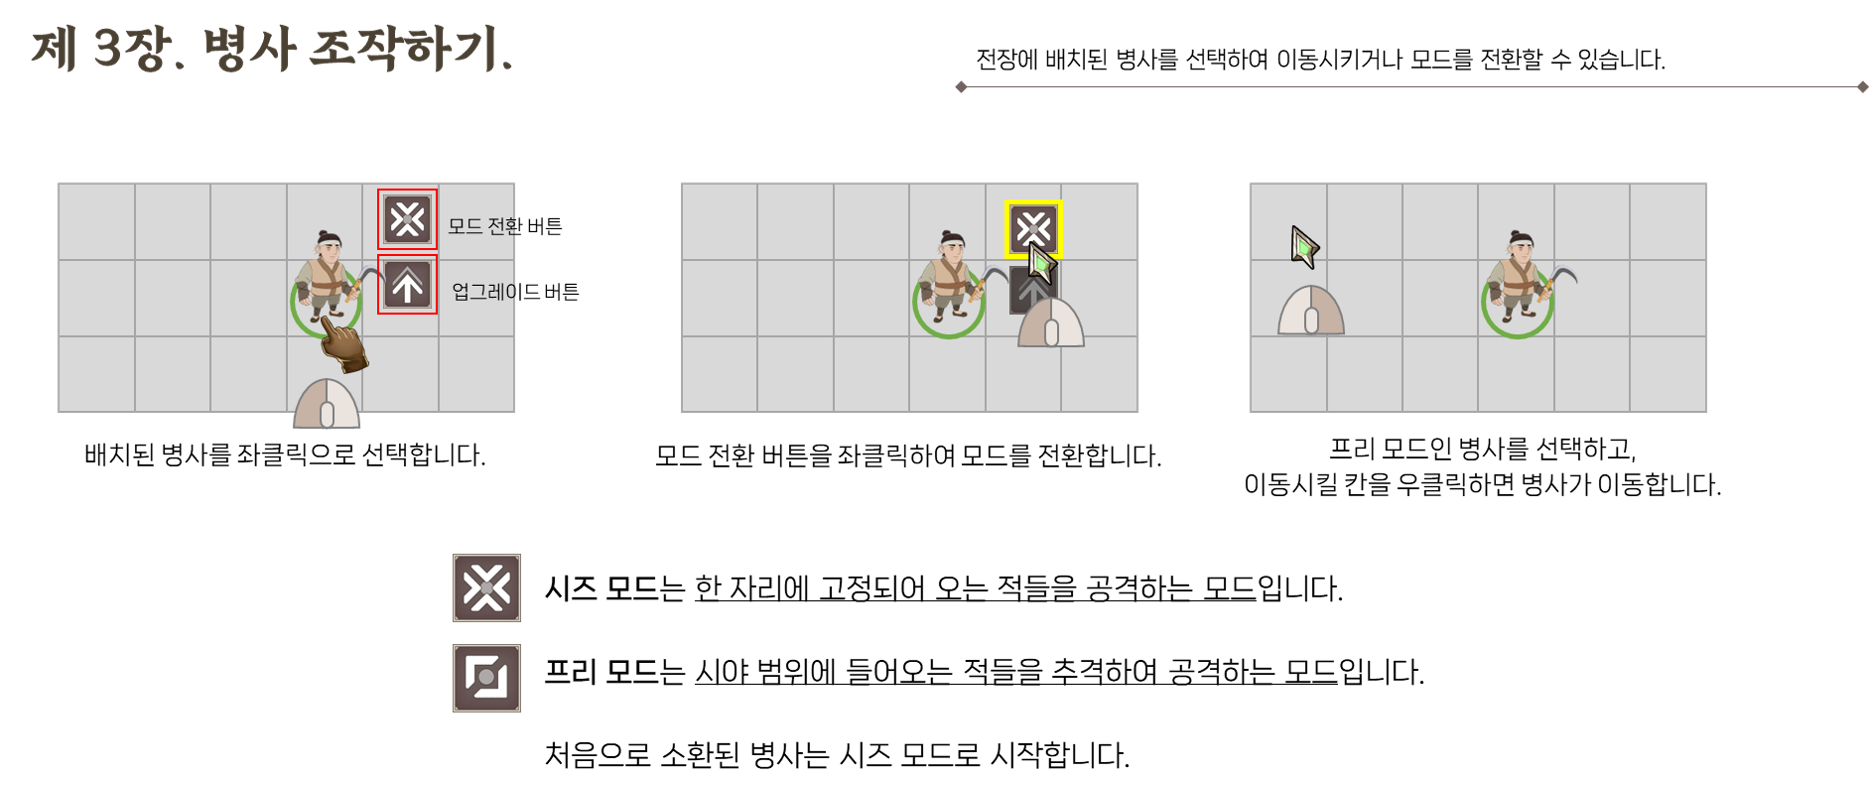 제 3장. 병사 조작하기.
전장에 배치된 병사를 선택하여 이동시키거나 모드를 전환할 수 있습니다.
모드 전환 버튼
업그레이드 버튼
배치된 병사를 좌클릭으로 선택합니다.
모드 전환 버튼을 좌클릭하여 모드를 전환합니다.
프리 모드인 병사를 선택하고,
이동시킬 칸을 우클릭하면 병사가 이동합니다.
시즈 모드는 한 자리에 고정되어 오는 적들을 공격하는 모드입니다.
프리 모드는 시야 범위에 들어오는 적들을 추격하여 공격하는 모드입니다.
처음으로 소환된 병사는 시즈 모드로 시작합니다.